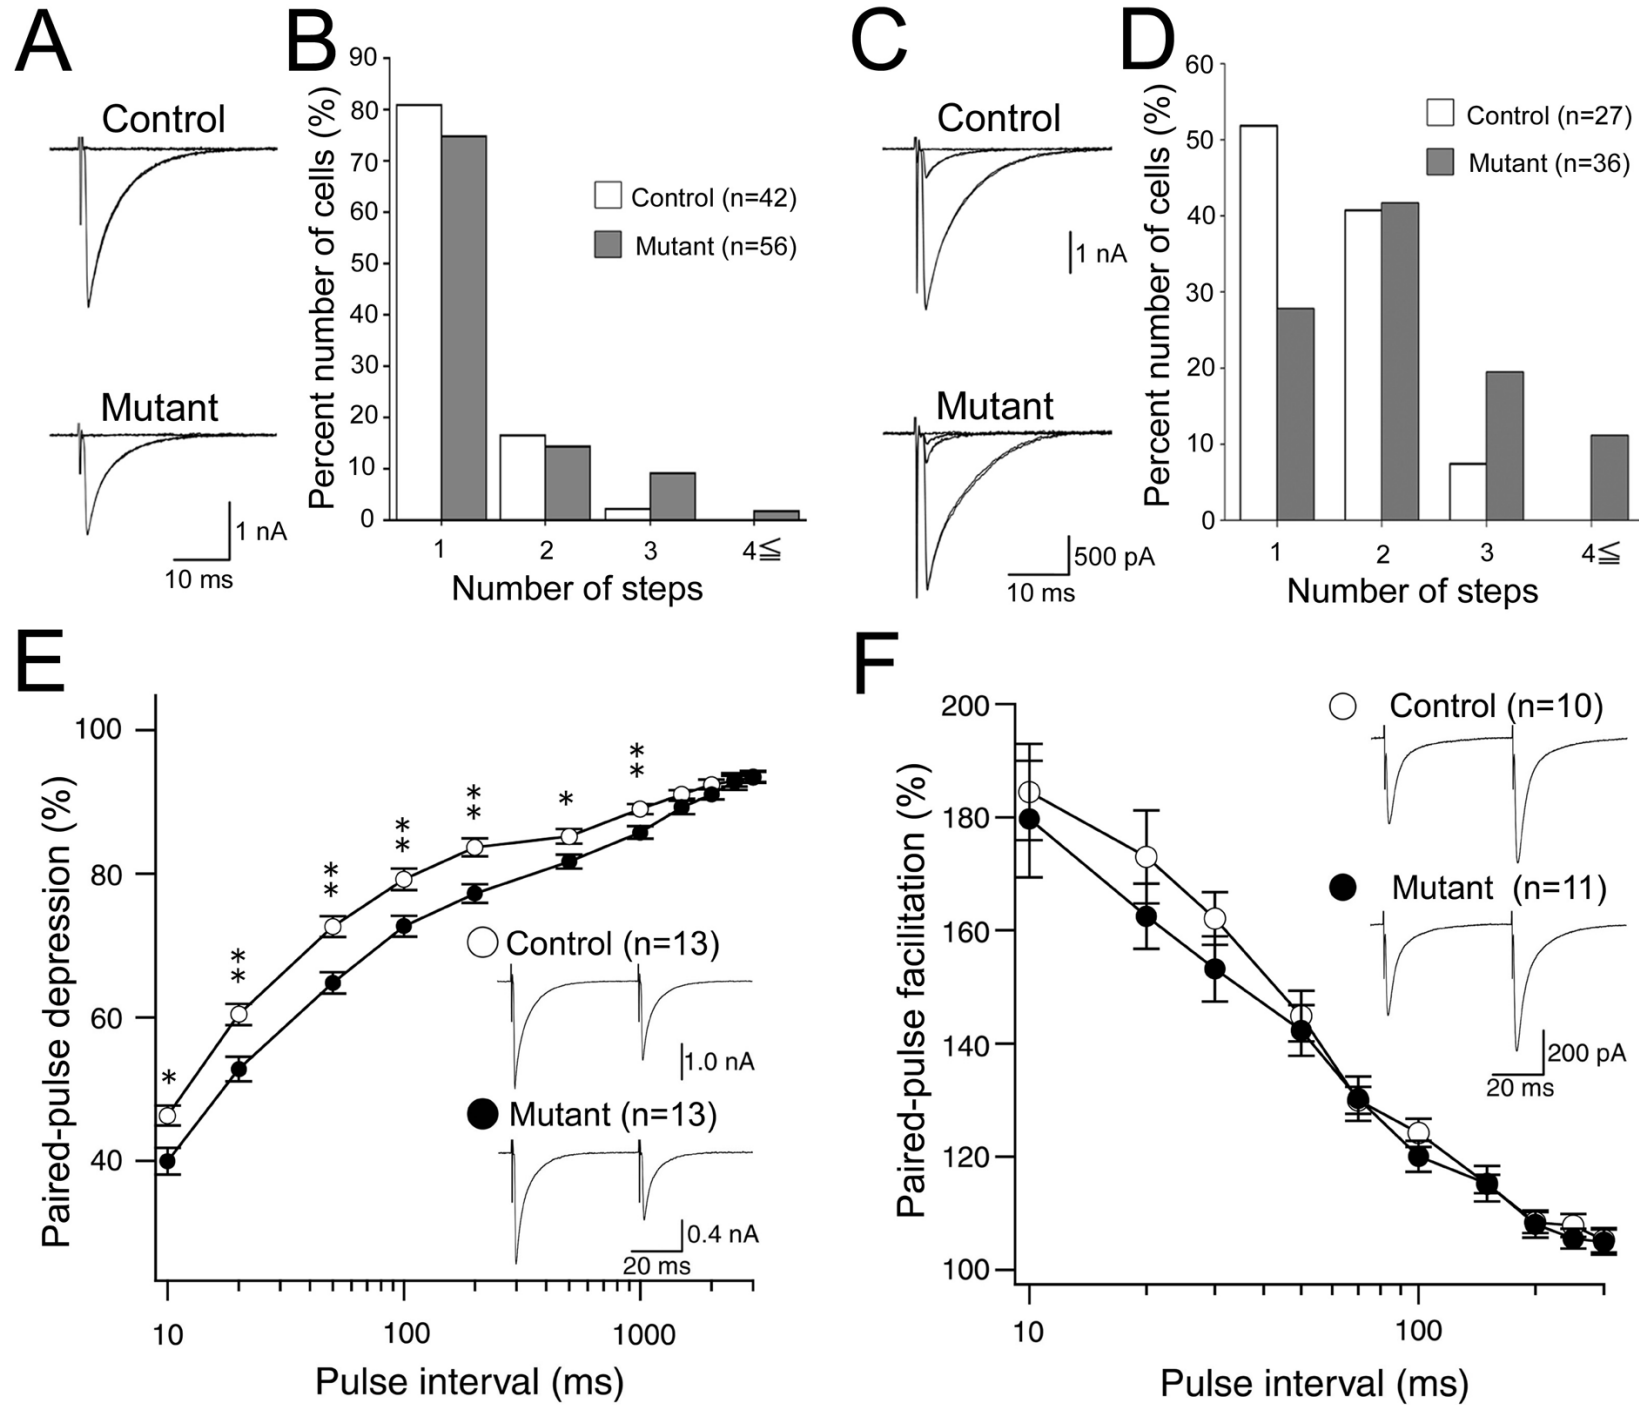 A
Control
Mutant
1 nA
10 ms
B
Percent number of cells (%)
90
80
70
60
50
40
30
20
10
0
Control (n=42)
Mutant (n=56)
1 2 3 4≦
Number of steps
C
Control
1 nA
Mutant
500 pA
10 ms
D
Percent number of cells (%)
60
50
40
30
20
10
0
Control (n=27)
Mutant (n=36)
1 2 3 4≦
Number of steps
E
Paired-pulse depression (%)
100
80
60
40
*
**
**
**
**
*
**
Control (n=13)
1.0 nA
Mutant (n=13)
0.4 nA
20 ms
10 100 1000
Pulse interval (ms)
F
Paired-pulse facilitation (%)
200
180
160
140
120
100
Control (n=10)
Mutant (n=11)
200 pA
20 ms
10 100
Pulse interval (ms)